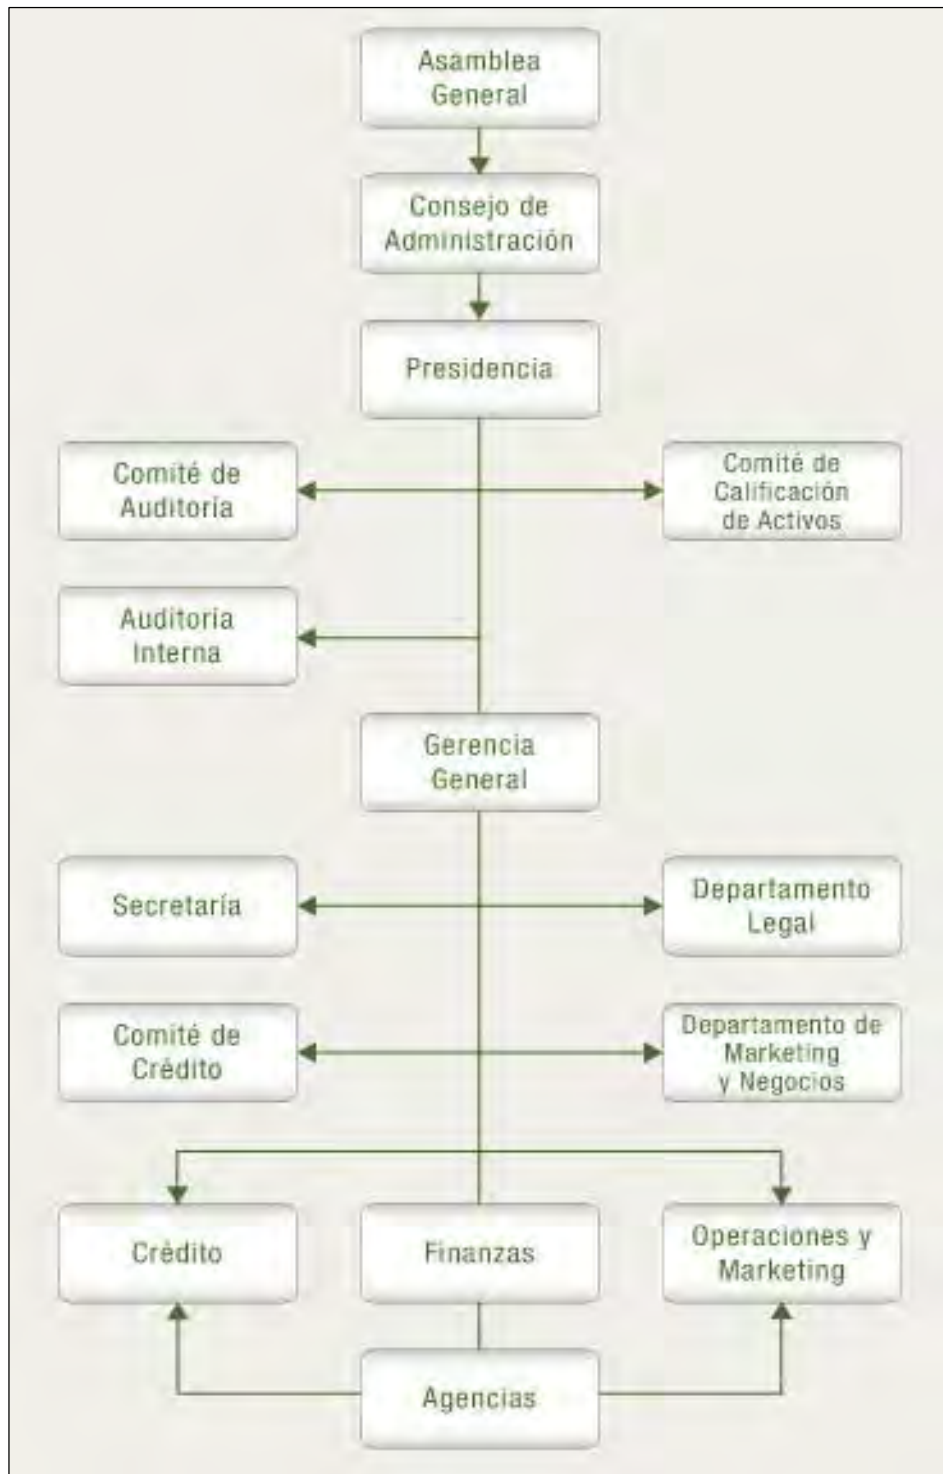 Asamblea
General
Consejo de
Administración
Presidencia
Comité de
Auditoría
Comité de
Calificación
de Activos
Auditoría
Interna
Gerencia
General
Secretaría
Departamento
Legal
Comité de
Crédito
Departamento de
Marketing
y Negocios
Crédito
Finanzas
Operaciones y
Marketing
Agencias